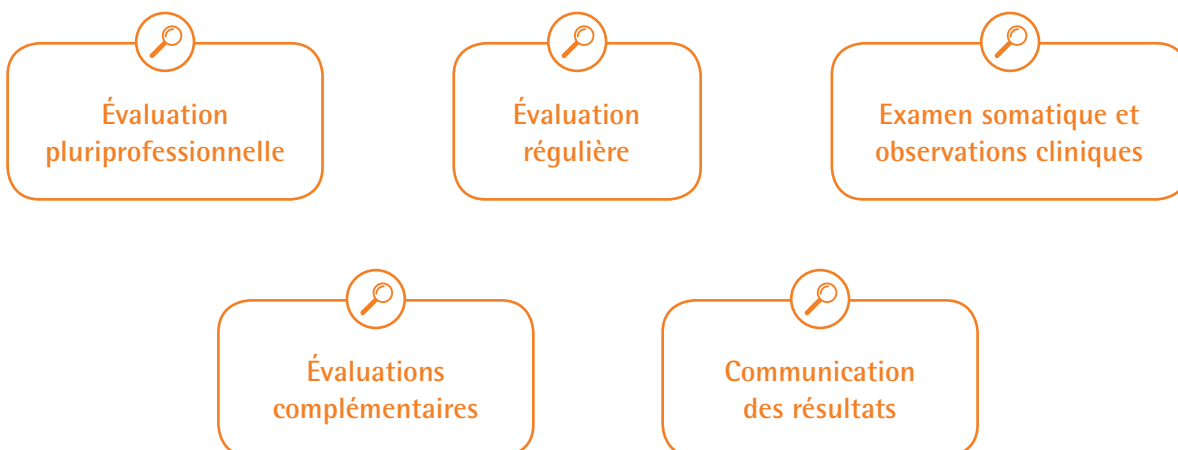 Évaluation
pluriprofessionnelle
Évaluation
régulière
Examen somatique et
observations cliniques
Évaluations
complémentaires
Communication
des résultats